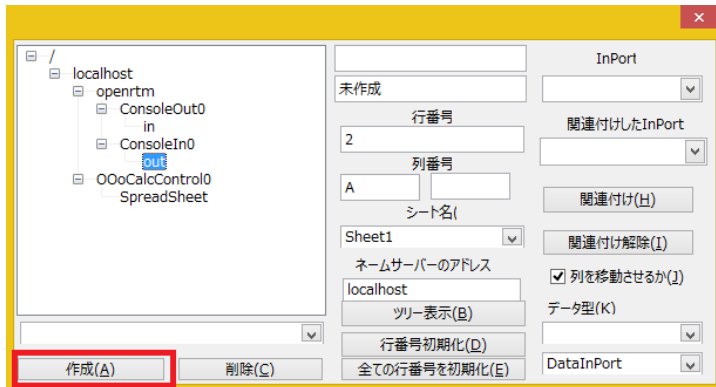 /
localhost
openrtm
ConsoleOut0
in
ConsoleIn0
out
OOoCalcControl0
SpreadSheet
作成(A)
削除(C)
未作成
行番号
2
列番号
A
シート名(
Sheet1
ネームサーバーのアドレス
localhost
ツリー表示(B)
行番号初期化(D)
全ての行番号を初期化(E)
InPort
関連付けしたInPort
関連付け(H)
関連付け解除(I)
列を移動させるか(J)
データ型(K)
DataInPort